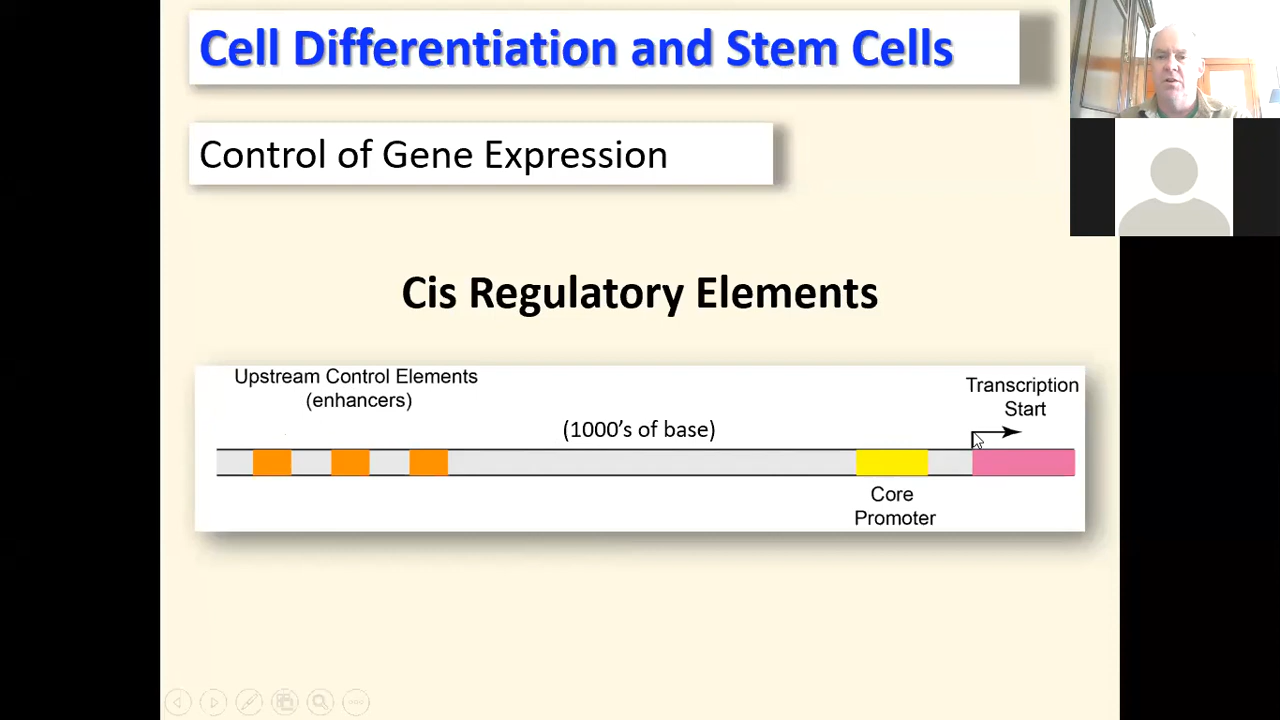 Cell Differentiation and Stem Cells
Control of Gene Expression
Cis Regulatory Elements
Upstream Control Elements
(enhancers)
(1000’s of base)
Transcription
Start
Core
Promoter